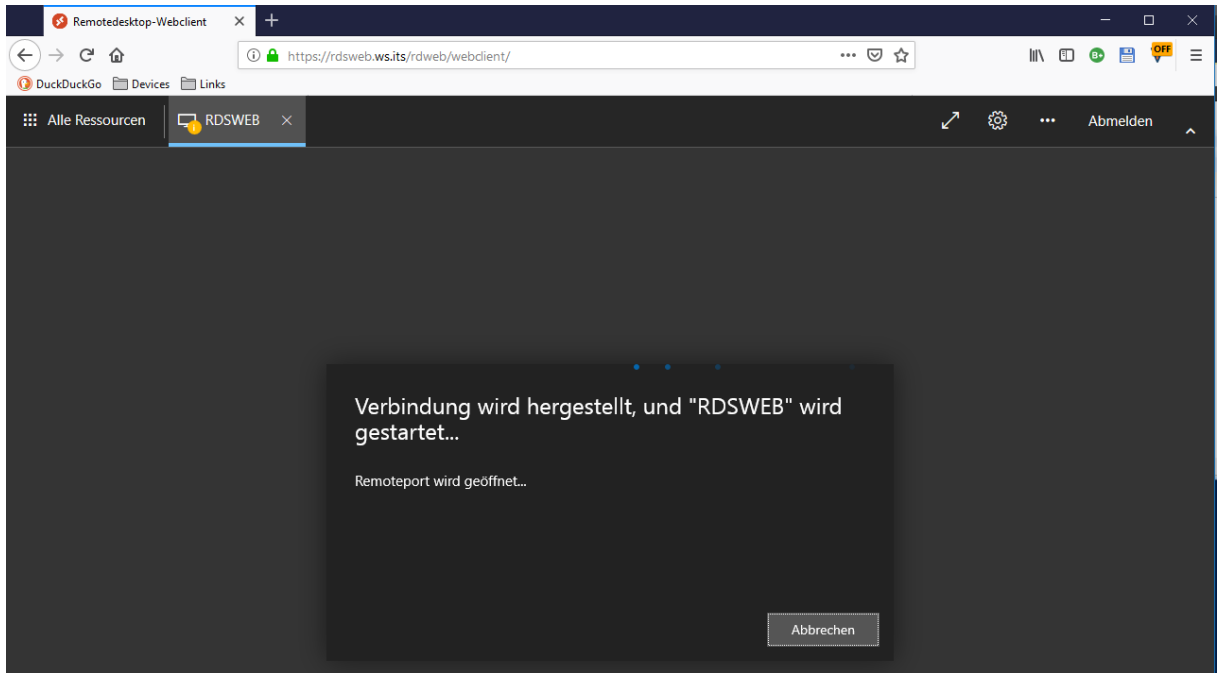 Remotedesktop-Webclient
https://rdsweb.ws.its/rdweb/webclient/
OFF
B+
DuckDuckGo Devices Links
Alle Ressourcen RDSWEB Abmelden
Verbindung wird hergestellt, und "RDSWEB" wird
gestartet...
Remoteport wird geöffnet...
Abbrechen